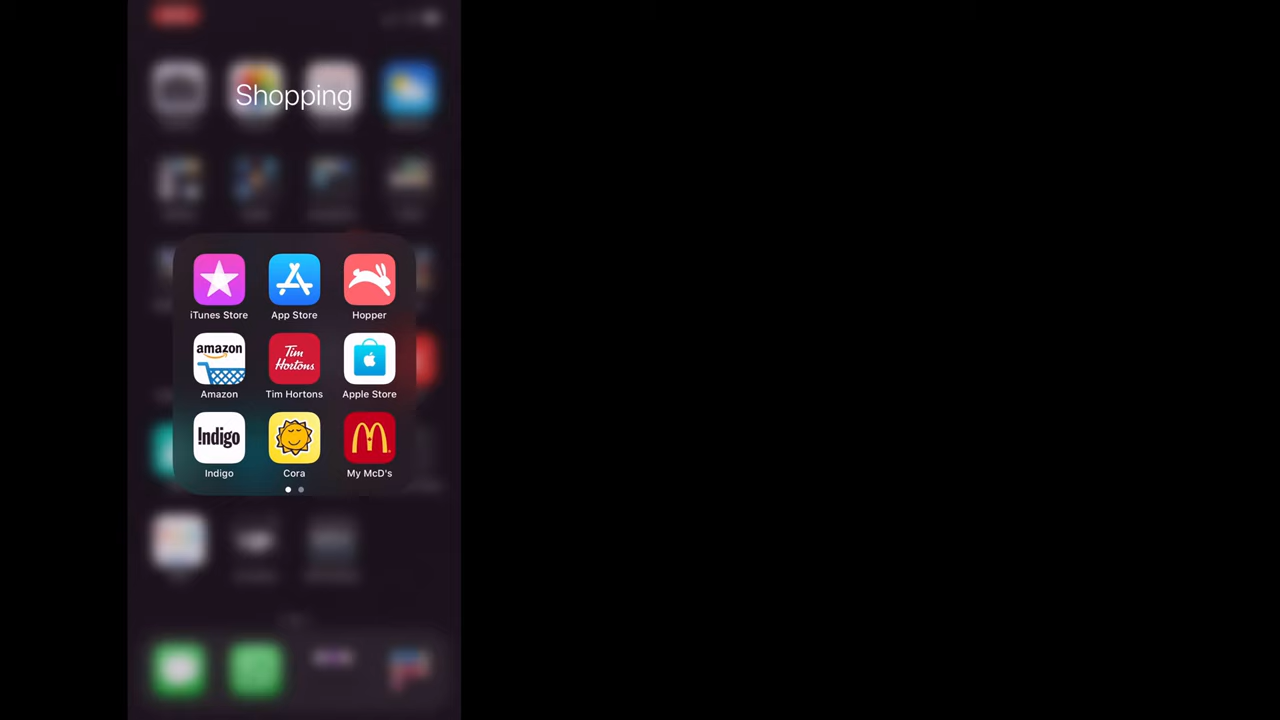 Shopping
iTunes Store
App Store
Hopper
amazon
Tim
Hortons
Amazon
Tim Hortons
Apple Store
!ndigo
Indigo
Cora
My McD's